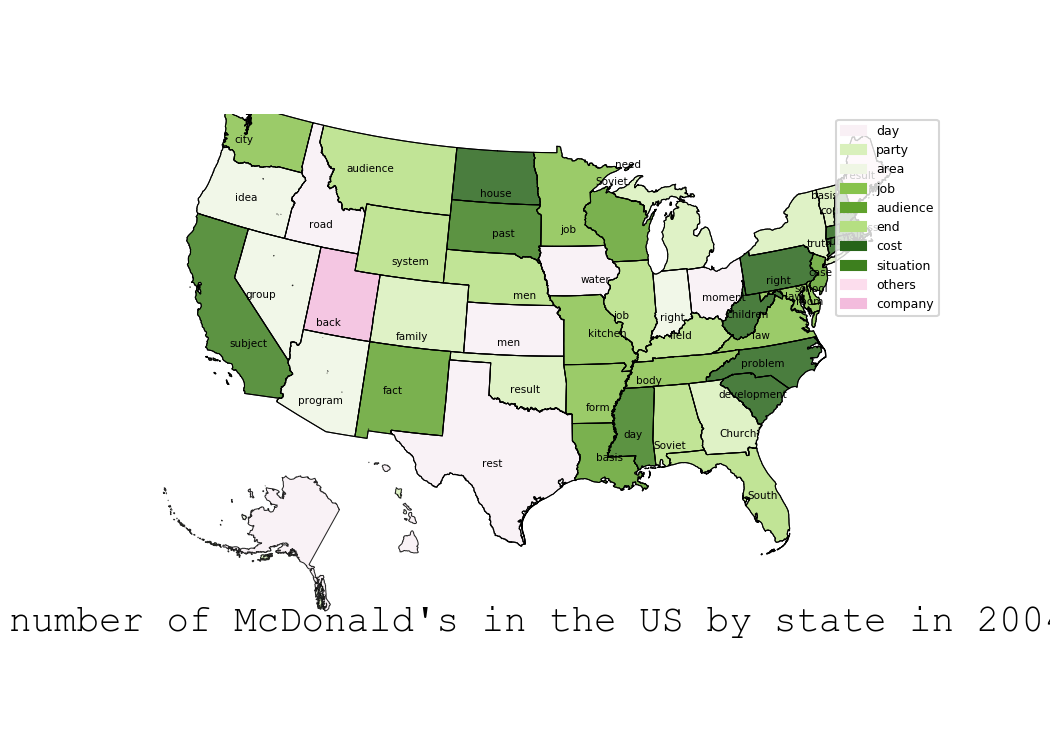 need
city
audience
Soviet
house
basis
idea
road
past
job
truth
system
water
case
right
group
men
moment
law
back
job
children
kitchen
right
field
law
family
men
subject
problem
body
fact
result
development
program
form
day
Church
Soviet
basis
rest
South
day
party
area
job
audience
end
cost
situation
others
company
number of McDonald's in the US by state in 2004